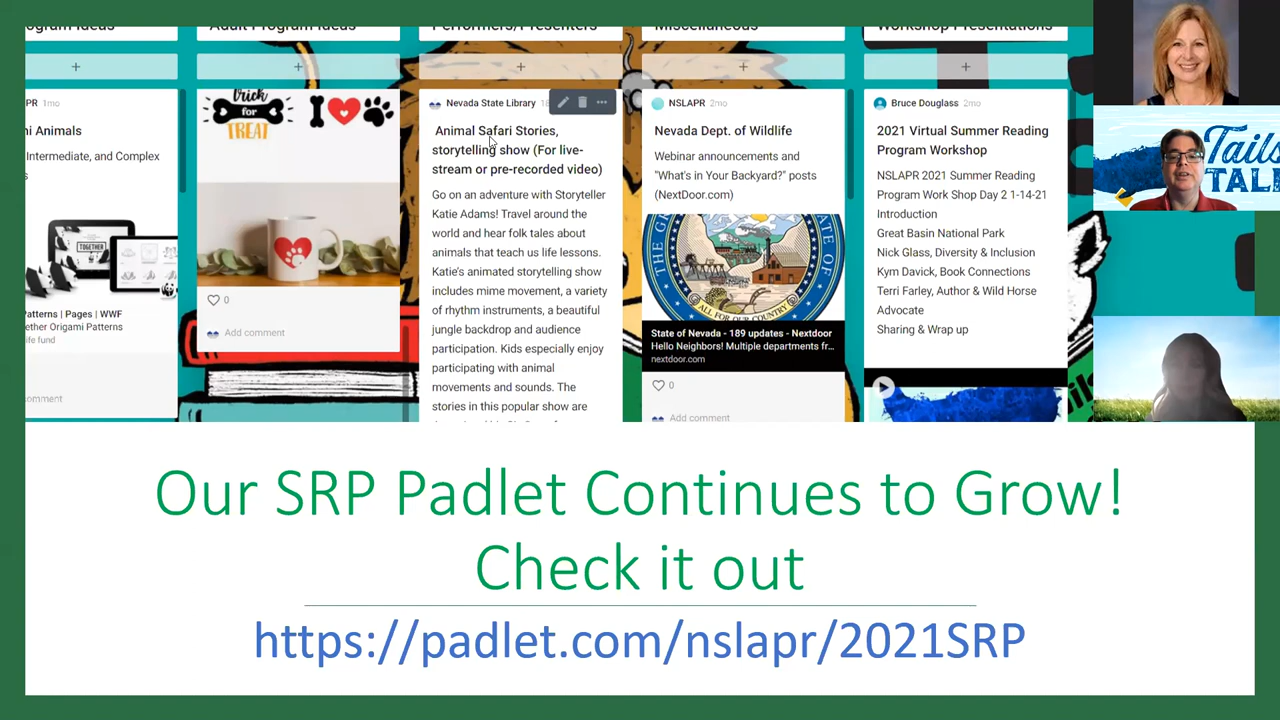 ogram Ideas
Adult Program Ideas
Performers/Presenters
Miscellaneous
Workshop Presentations
PR 1mo
ni Animals
Intermediate, and Complex
s.
TOGETHER
Patterns | Pages | WWF
ether Origami Patterns
life fund
comment
trick
for
TREAT
I
0
Add comment
Nevada State Library
Animal Safari Stories,
storytelling show (For live-
stream or pre-recorded video)
Go on an adventure with Storyteller
Katie Adams! Travel around the
world and hear folk tales about
animals that teach us life lessons.
Katie's animated storytelling show
includes mime movement, a variety
of rhythm instruments, a beautiful
jungle backdrop and audience
participation. Kids especially enjoy
participating with animal
movements and sounds. The
stories in this popular show are
NSLAPR 2mo
Nevada Dept. of Wildlife
Webinar announcements and
"What's in Your Backyard?" posts
(NextDoor.com)
ALL FOR OUR COUNTRY
State of Nevada - 189 updates - Nextdoor
Hello Neighbors! Multiple departments fr...
nextdoor.com
0
Add comment
Bruce Douglass 2mo
2021 Virtual Summer Reading
Program Workshop
NSLAPR 2021 Summer Reading
Program Work Shop Day 2 1-14-21
Introduction
Great Basin National Park
Nick Glass, Diversity & Inclusion
Kym Davick, Book Connections
Terri Farley, Author & Wild Horse
Advocate
Sharing & Wrap up
Tails
TAL
Our SRP Padlet Continues to Grow!
Check it out
https://padlet.com/nslapr/2021SRP